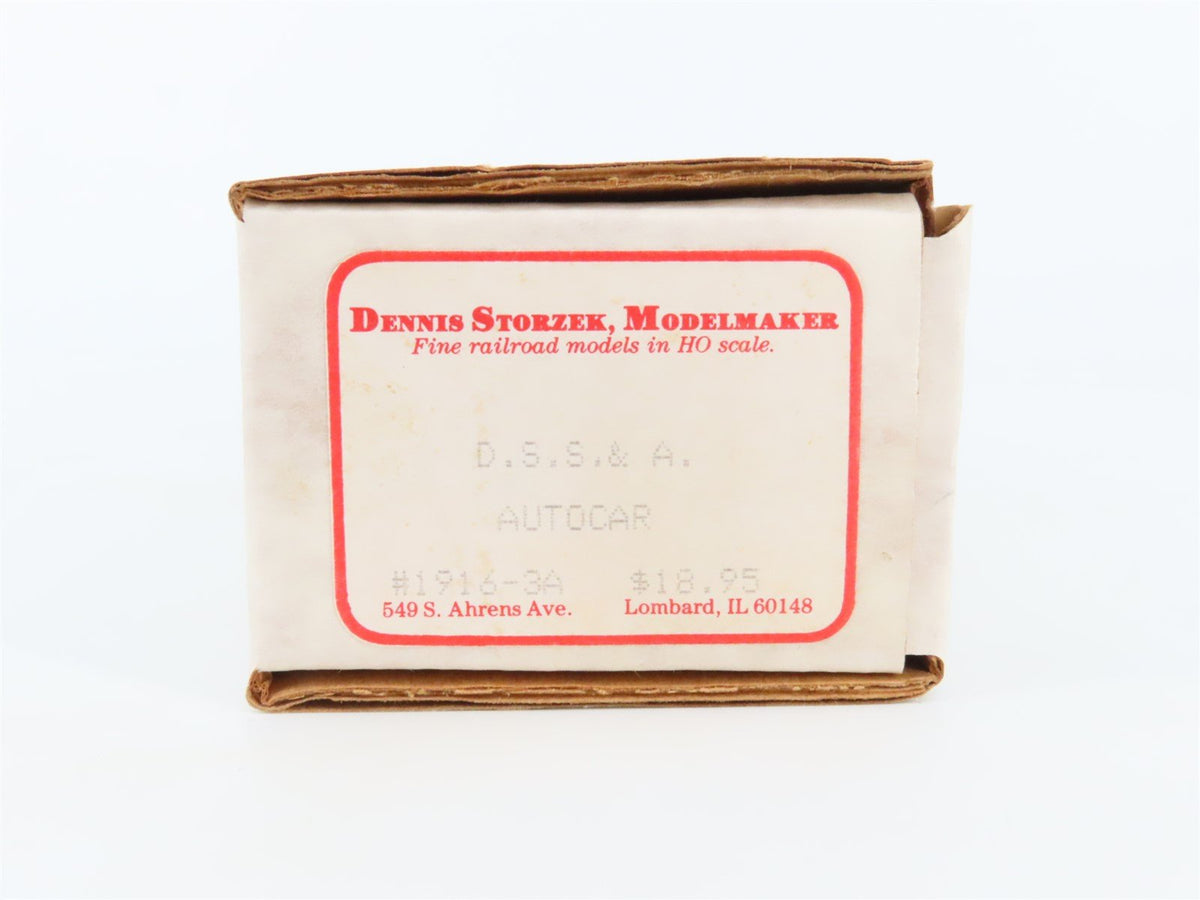 DENNIS STORZEK, MODELMAKER
Fine railroad models in HO scale.
D.S.S.& A.
AUTOCAR
#1916-3A $18.95
549 S. Ahrens Ave. Lombard, IL 60148